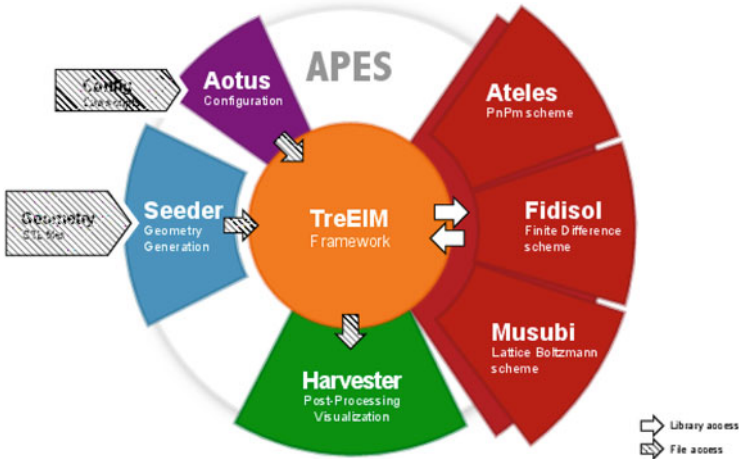 APES
Aotus
Configuration
Config
Ateles
PnPm scheme
Seeder
Geometry
Generation
Geometry
TreElM
Framework
Fidisol
Finite Difference
scheme
Musubi
Lattice Boltzmann
scheme
Harvester
Post-Processing
Visualization
Library access
File access